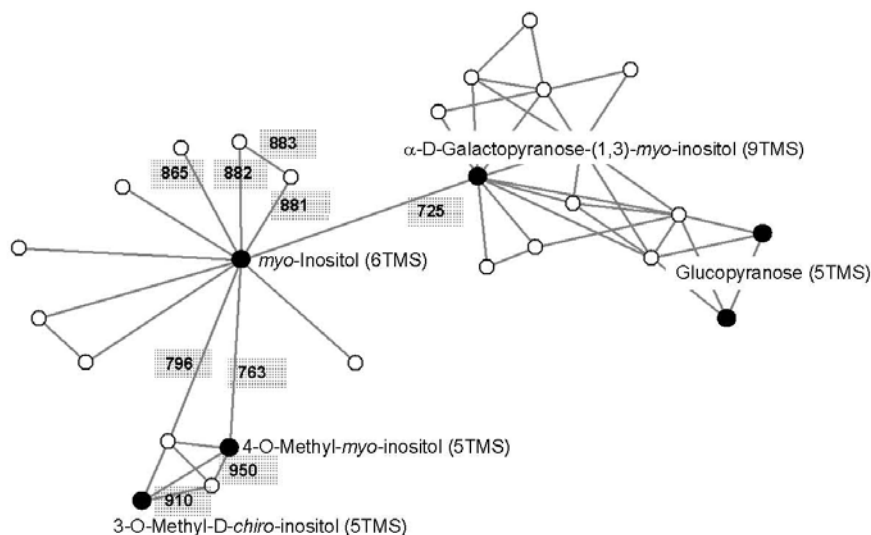 883
865
882
α-D-Galactopyranose-(1,3)-myo-inositol (9TMS)
881
725
myo-Inositol (6TMS)
Glucopyranose (5TMS)
796
763
4-O-Methyl-myo-inositol (5TMS)
950
910
3-O-Methyl-D-chiro-inositol (5TMS)